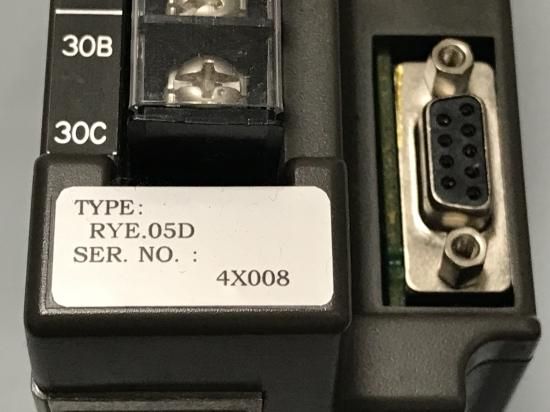 30B
30C
TYPE:
RYE.05D
SER. NO. :
4X008